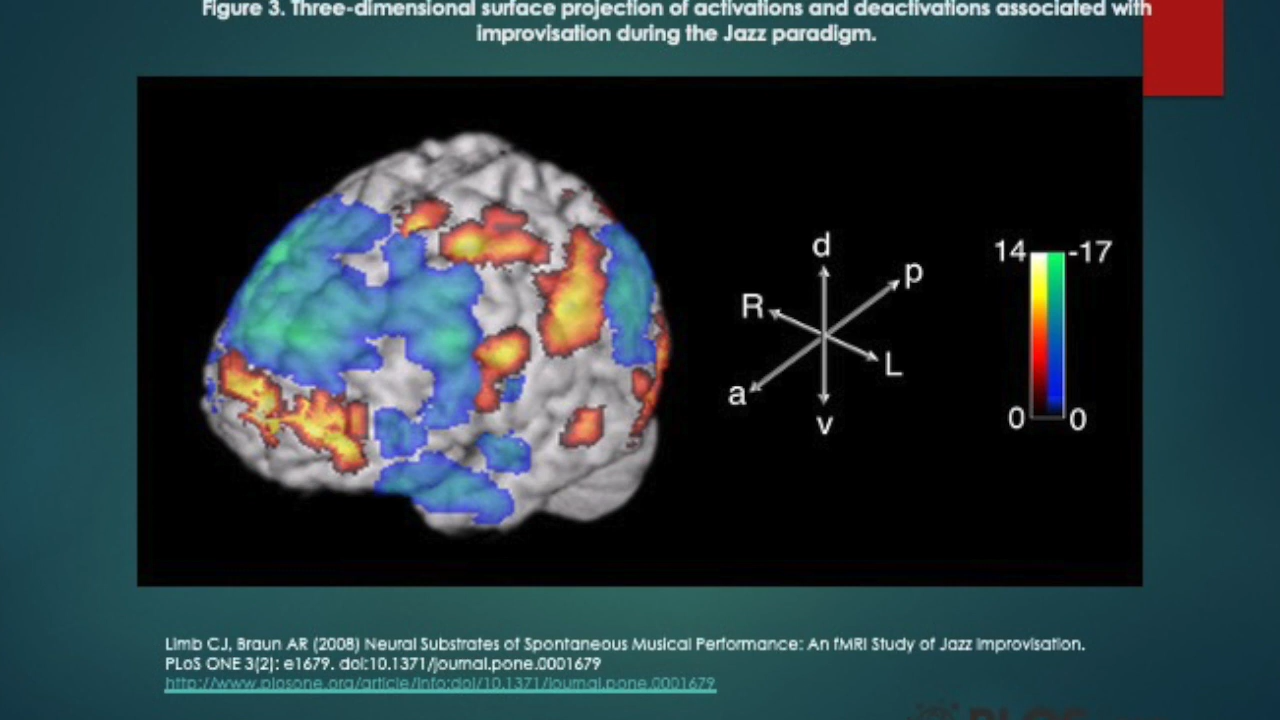 Figure 3. Three-dimensional surface projection of activations and deactivations associated with
improvisation during the Jazz paradigm.
d
p
R
L
a
v
14 -17
0 0
Limb CJ, Braun AR (2008) Neural Substrates of Spontaneous Musical Performance: An fMRI Study of Jazz Improvisation.
PLoS ONE 3(2): e1679. doi:10.1371/journal.pone.0001679
http://www.plosone.org/article/info:doi/10.1371/journal.pone.0001679
PLOS